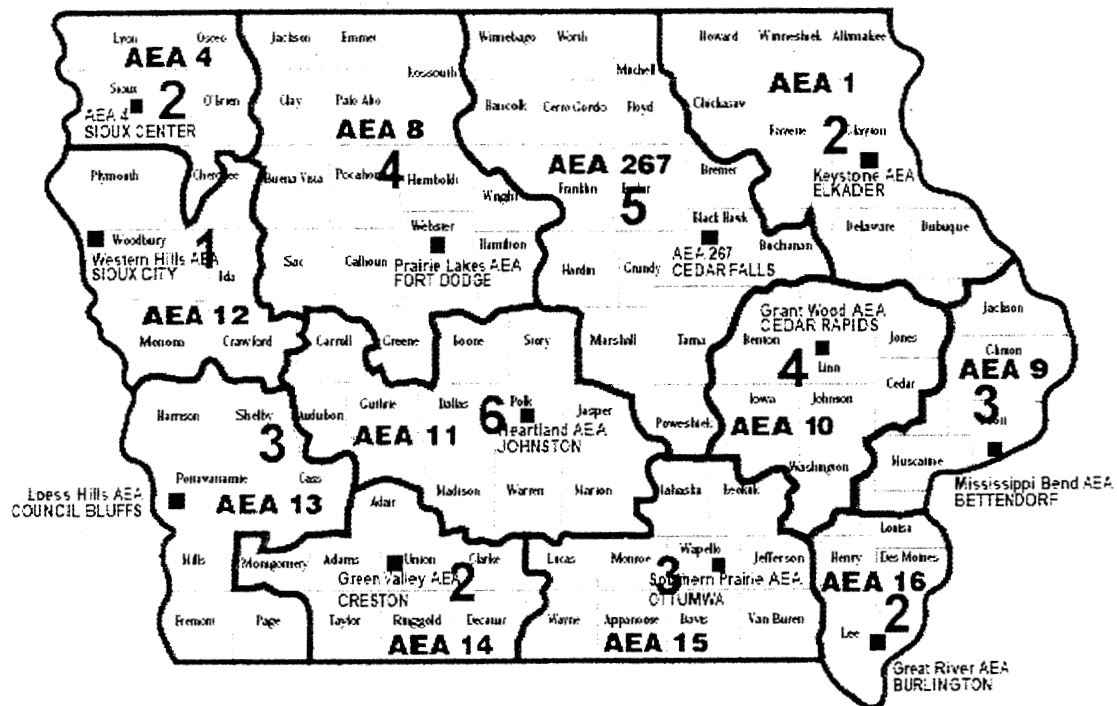 Lyon Osceo
AEA 4
Sioux 2 O'Brien
AEA 4
SIOUX CENTER
Jackson Emmet
Kossouth
Clay Palo Alto
AEA 8
4
Buena Vista Pocahon Humboldt
Wright
Webster
Hamilton
Sac Calhoun
Prairie Lakes AEA
FORT DODGE
Winnebago Worth
Mitchell
Hancock Cerro Gordo Floyd
AEA 267
Franklin
5
Bremer
Black Hawk
Buchanan
AEA 267
CEDAR FALLS
Hardin Grundy
Marshall Tama
Poweshiek
Howard Winneshiek Allamakee
AEA 1
Chickasaw
Fayette 2 Clayton
Keystone AEA
ELKADER
Delaware Dubuque
Plymouth Cherokee
Woodbury 1
Western Hills AEA
SIOUX CITY
Ida
AEA 12
Monona Crawford
Carroll Greene Boone Story
Guthrie Dallas Polk Jasper
Audubon
AEA 11 6
Heartland AEA
JOHNSTON
Madison Warren Marion
Grant Wood AEA
CEDAR RAPIDS
Benton Jones
4 Linn
Cedar
Iowa Johnson
AEA 10
Washington
Jackson
Clinton
AEA 9
3
Muscatine
Mississippi Bend AEA
BETTENDORF
Harrison Shelby
3
Cass
Loess Hills AEA
COUNCIL BLUFFS
AEA 13
Mills
Fremont Page
Adair
Montgomery Adams Union Clarke
Green Valley AEA 2
CRESTON
Taylor Ringgold Decatur
AEA 14
Mahaska Keokuk
Lucas Monroe Wapello Jefferson
3
Southern Prairie AEA
OTTUMWA
Wayne Appanoose Davis Van Buren
AEA 15
Louisa
Henry Des Moines
AEA 16
2
Lee
Great River AEA
BURLINGTON